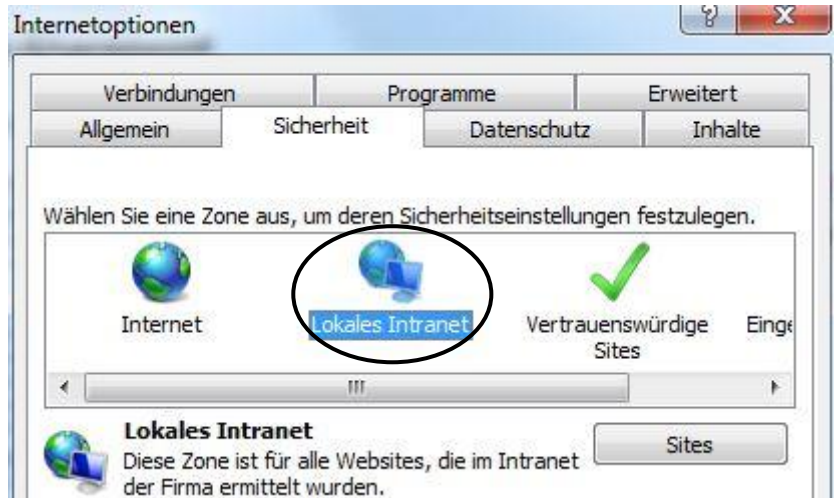 Internetoptionen
Verbindungen Programme Erweitert
Allgemein Sicherheit Datenschutz Inhalte
Wählen Sie eine Zone aus, um deren Sicherheitseinstellungen festzulegen.
Internet Lokales Intranet Vertrauenswürdige Einge
Sites
Lokales Intranet
Sites
Diese Zone ist für alle Websites, die im Intranet
der Firma ermittelt wurden.